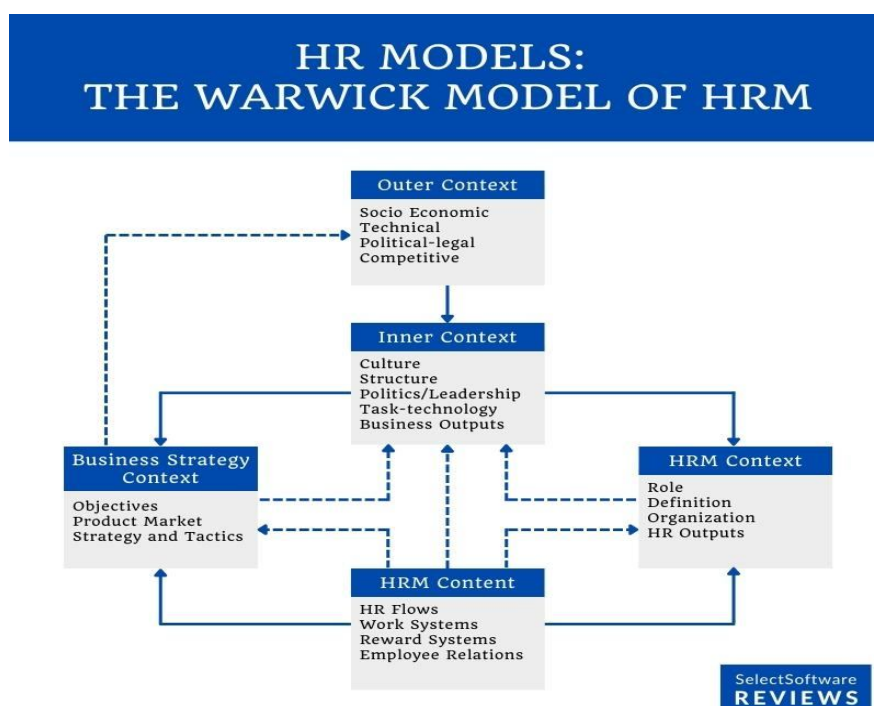 HR MODELS:
THE WARWICK MODEL OF HRM
Outer Context
Socio Economic
Technical
Political-legal
Competitive
Inner Context
Culture
Structure
Politics/Leadership
Task-technology
Business Outputs
Business Strategy
Context
Objectives
Product Market
Strategy and Tactics
HRM Context
Role
Definition
Organization
HR Outputs
HRM Content
HR Flows
Work Systems
Reward Systems
Employee Relations
SelectSoftware
REVIEWS